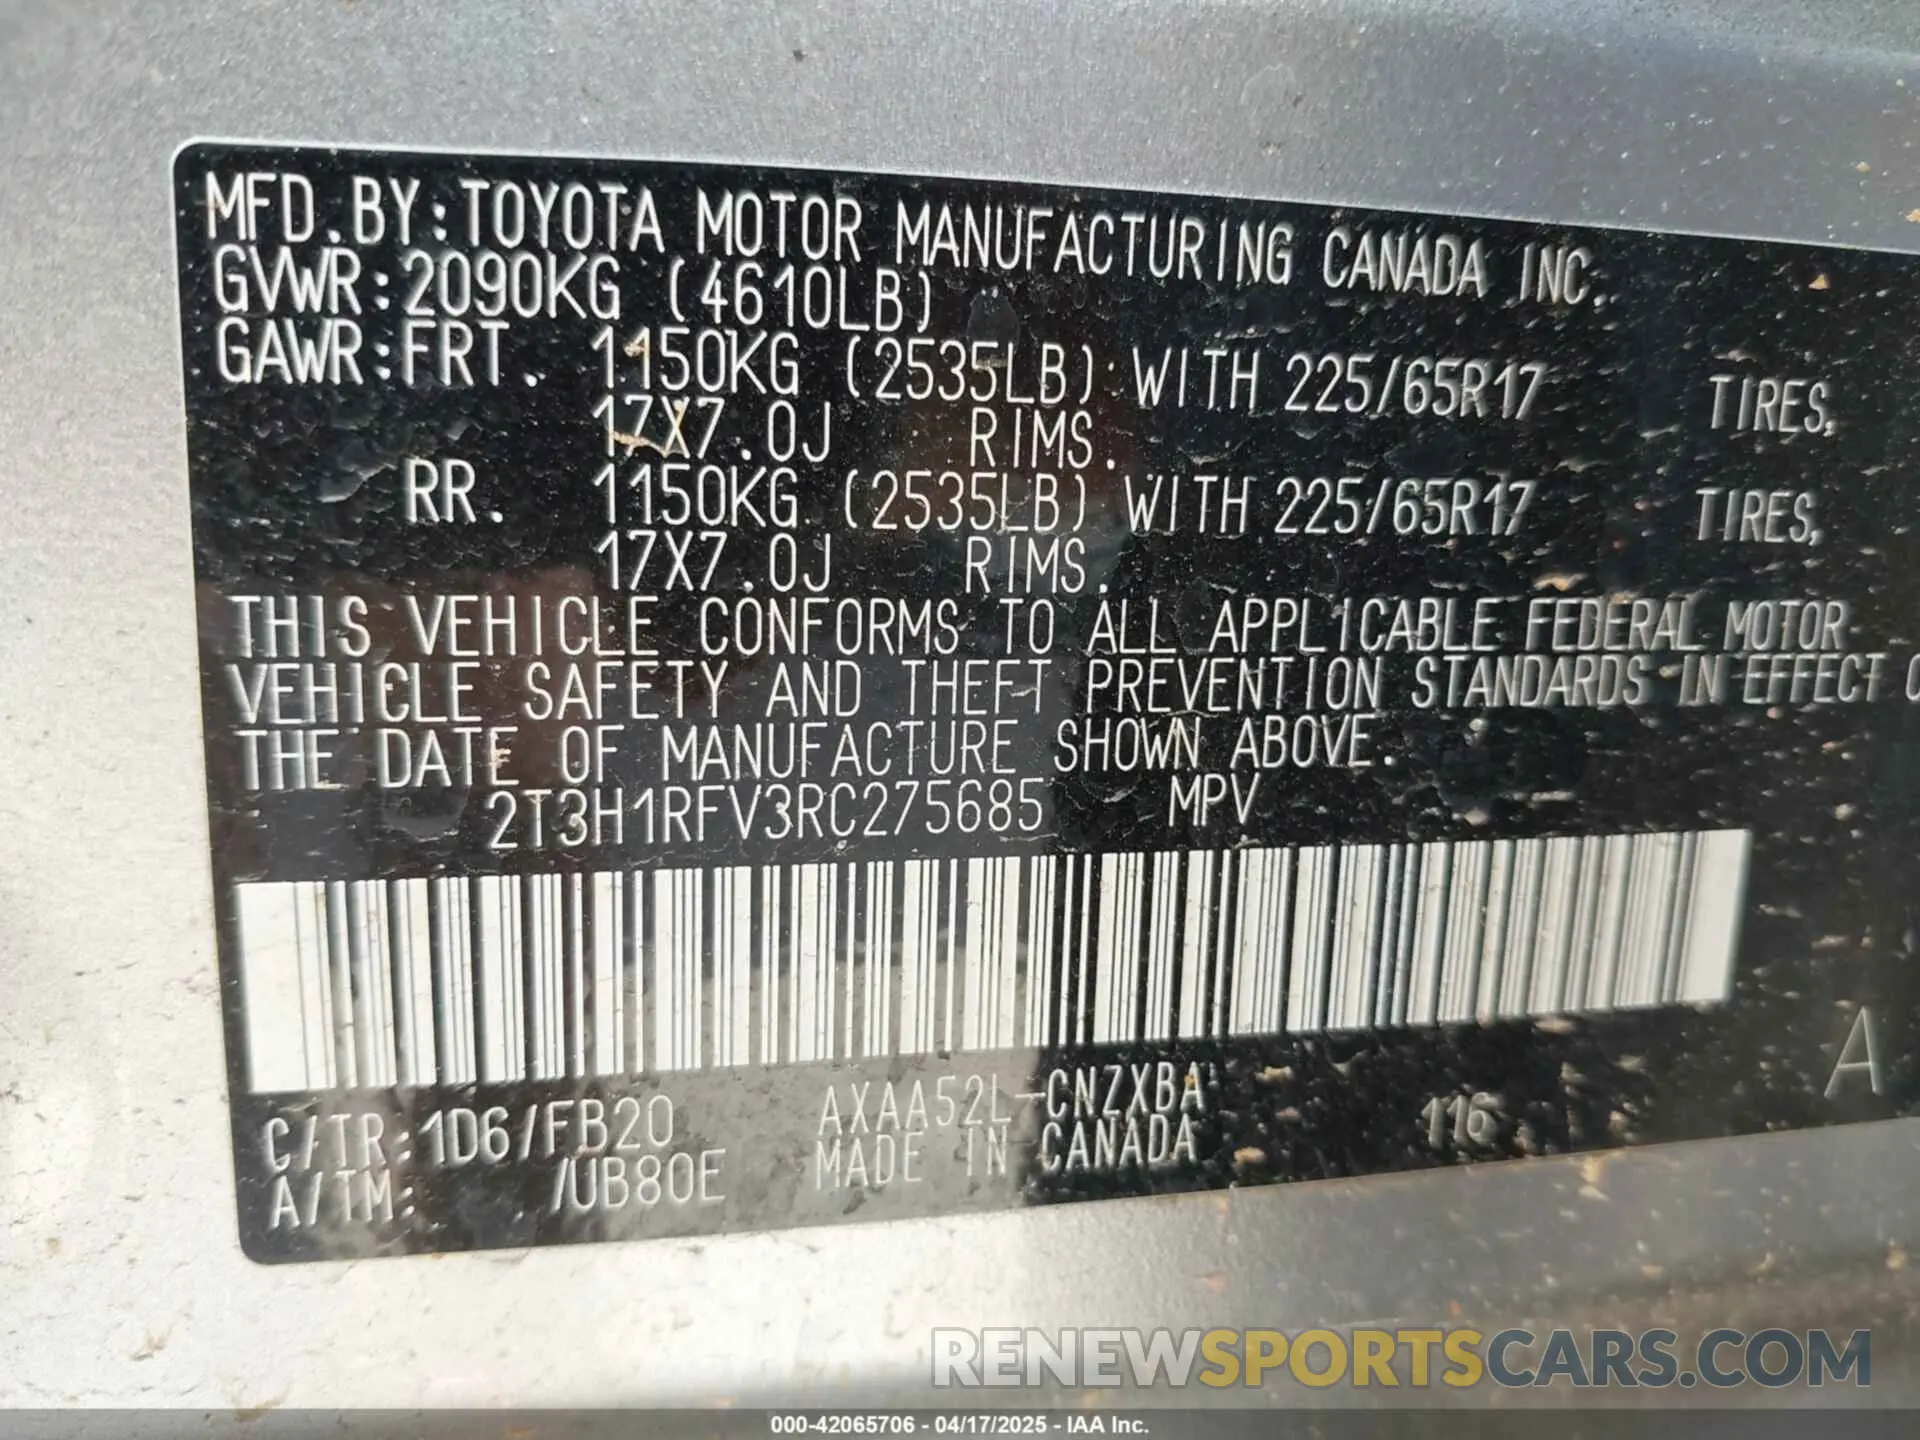 MFD.BY:TOYOTA MOTOR MANUFACTURING CANADA INC.
GVWR:2090KG (4610LB)
GAWR:FRT. 1150KG (2535LB) WITH 225/65R17 TIRES,
17X7.0J RIMS.
RR. 1150KG (2535LB) WITH 225/65R17 TIRES,
17X7.0J RIMS.
THIS VEHICLE CONFORMS TO ALL APPLICABLE FEDERAL MOTOR
VEHICLE SAFETY AND THEFT PREVENTION STANDARDS IN EFFECT
THE DATE OF MANUFACTURE SHOWN ABOVE.
2T3H1RFV3RC275685 MPV
A
C/TR:1D6/FB20 AXAA52L-CNZXBA 116
A/TM: /UB80E MADE IN CANADA
RENEWSPORTSCARS.COM
000-42065706 - 04/17/2025 - IAA Inc.